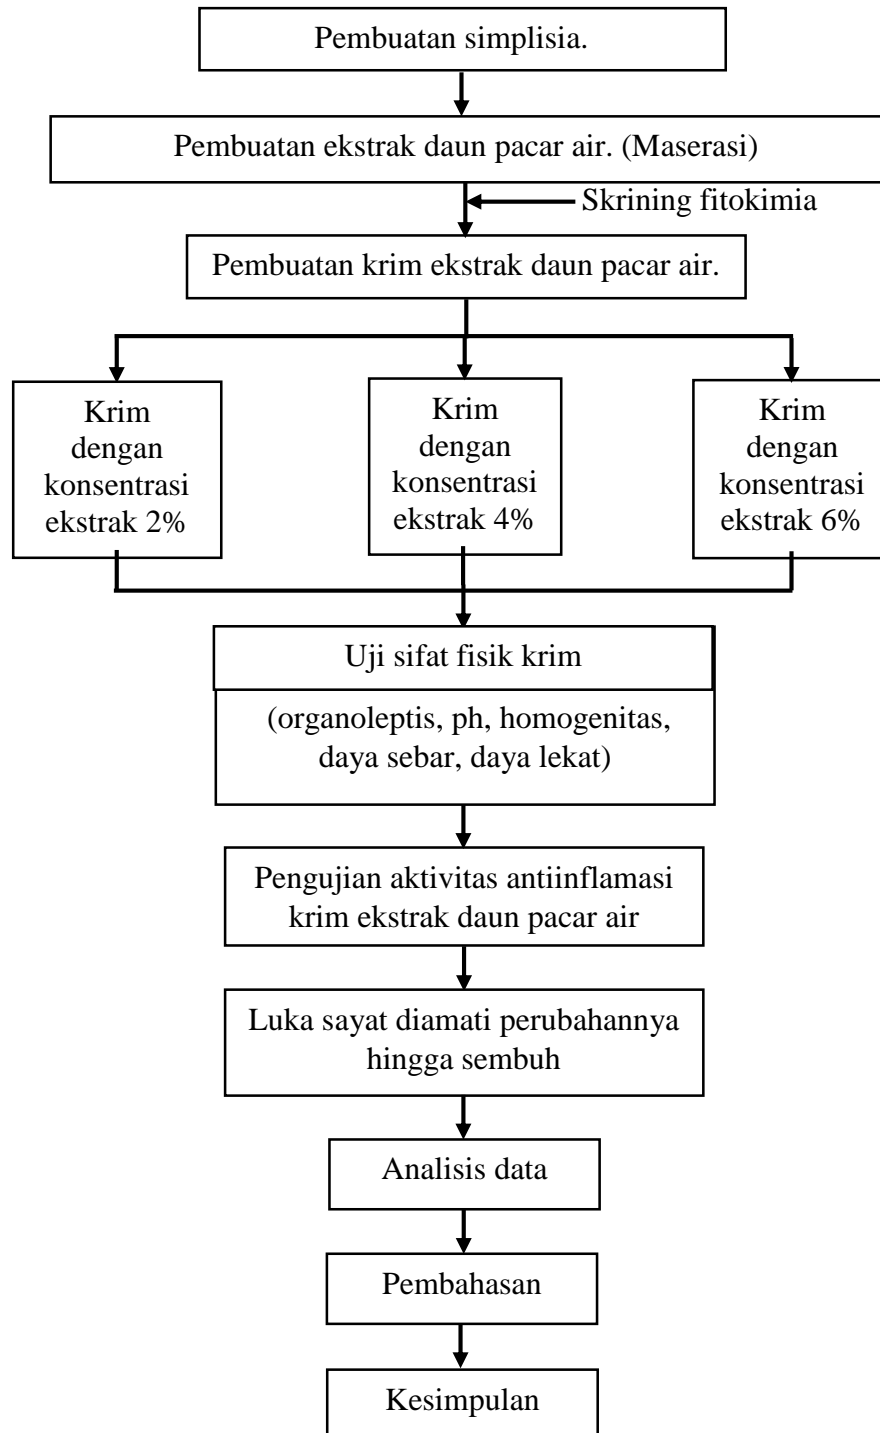 Pembuatan simplisia.
Pembuatan ekstrak daun pacar air. (Maserasi)
Skrining fitokimia
Pembuatan krim ekstrak daun pacar air.
Krim
dengan
konsentrasi
ekstrak 2%
Krim
dengan
konsentrasi
ekstrak 4%
Krim
dengan
konsentrasi
ekstrak 6%
Uji sifat fisik krim
(organoleptis, ph, homogenitas,
daya sebar, daya lekat)
Pengujian aktivitas antiinflamasi
krim ekstrak daun pacar air
Luka sayat diamati perubahannya
hingga sembuh
Analisis data
Pembahasan
Kesimpulan